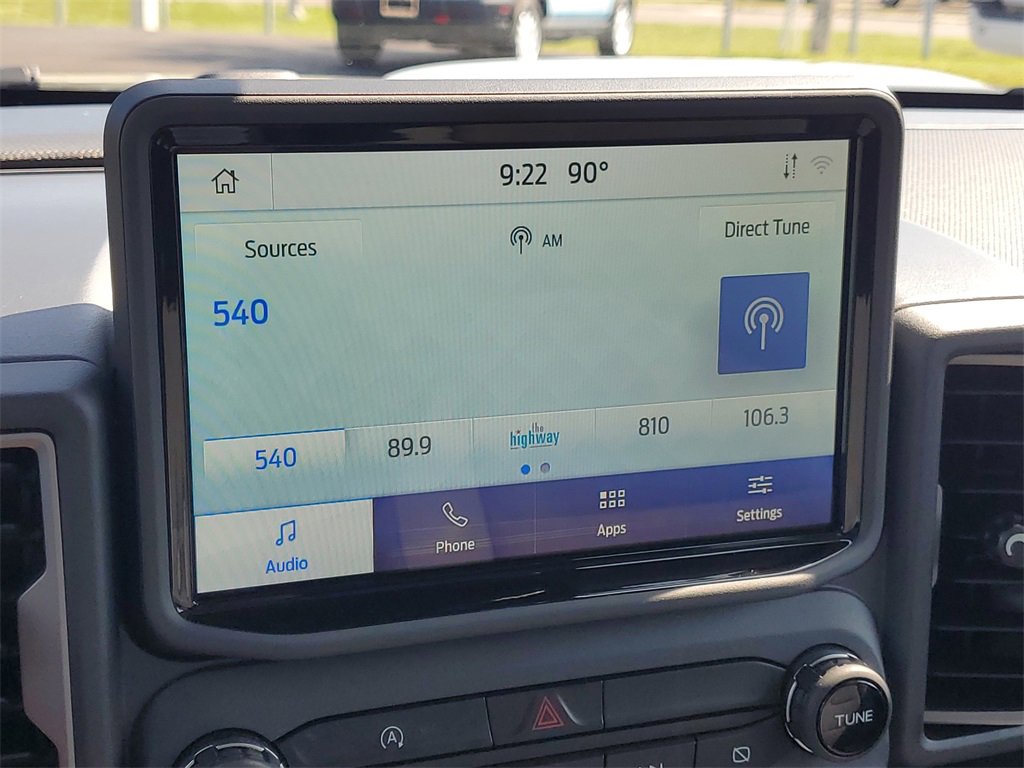 9:22 90°
Sources
AM
Direct Tune
540
540
89.9
the highway
810
106.3
Audio
Phone
Apps
Settings
A
TUNE